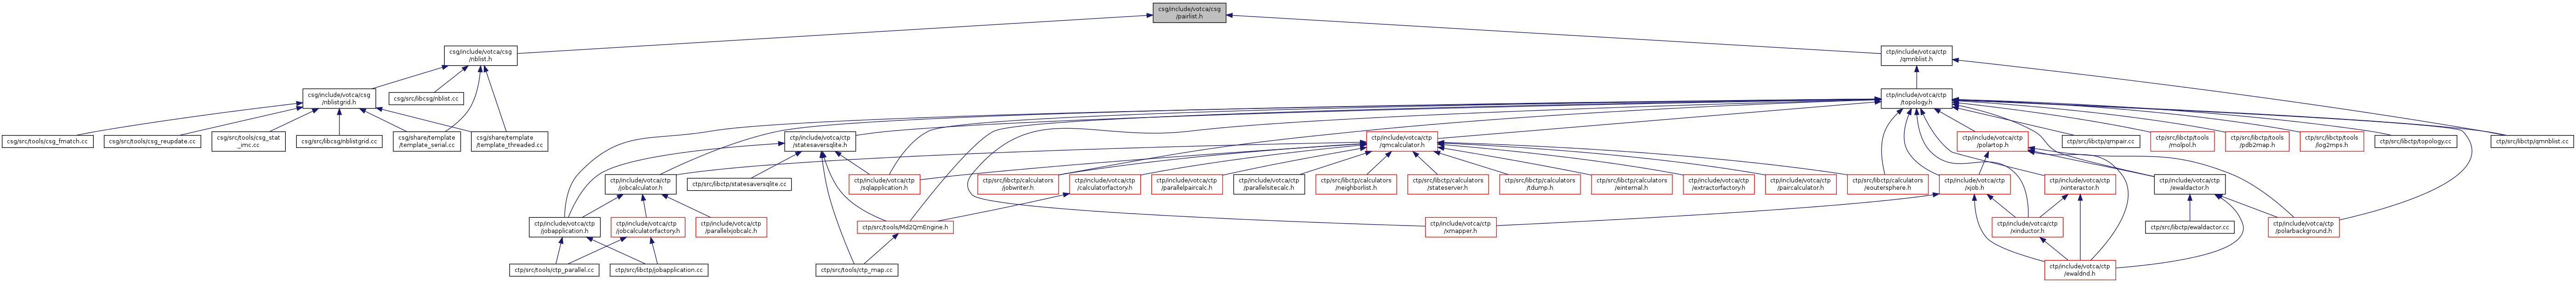 csg/include/votca/csg
/pairlist.h
csg/include/votca/csg
/nblist.h
ctp/include/votca/ctp
/qmnblist.h
csg/include/votca/csg
/nblistgrid.h
csg/src/libcsg/nblist.cc
ctp/include/votca/ctp
/topology.h
csg/src/tools/csg_fmatch.cc
csg/src/tools/csg_reupdate.cc
csg/src/tools/csg_stat
_imc.cc
csg/src/libcsg/nblistgrid.cc
csg/share/template
/template_serial.cc
csg/share/template
/template_threaded.cc
ctp/include/votca/ctp
/statesaversqlite.h
ctp/include/votca/ctp
/qmcalculator.h
ctp/include/votca/ctp
/polartop.h
ctp/src/libctp/qmpair.cc
ctp/src/libctp/tools
/molpol.h
ctp/src/libctp/tools
/pdb2map.h
ctp/src/libctp/tools
/log2mps.h
ctp/src/libctp/topology.cc
ctp/src/libctp/qmnblist.cc
ctp/include/votca/ctp
/jobcalculator.h
ctp/src/libctp/statesaversqlite.cc
ctp/include/votca/ctp
/sqlapplication.h
ctp/src/libctp/calculators
/jobwriter.h
ctp/include/votca/ctp
/calculatorfactory.h
ctp/include/votca/ctp
/parallelpaircalc.h
ctp/include/votca/ctp
/parallelsitecalc.h
ctp/src/libctp/calculators
/neighborlist.h
ctp/src/libctp/calculators
/stateserver.h
ctp/src/libctp/calculators
/tdump.h
ctp/src/libctp/calculators
/einternal.h
ctp/include/votca/ctp
/extractorfactory.h
ctp/include/votca/ctp
/paircalculator.h
ctp/src/libctp/calculators
/eoutersphere.h
ctp/include/votca/ctp
/xjob.h
ctp/include/votca/ctp
/xinteractor.h
ctp/include/votca/ctp
/ewaldactor.h
ctp/include/votca/ctp
/jobapplication.h
ctp/include/votca/ctp
/jobcalculatorfactory.h
ctp/include/votca/ctp
/parallelxjobcalc.h
ctp/src/tools/Md2QmEngine.h
ctp/include/votca/ctp
/xmapper.h
ctp/include/votca/ctp
/xinductor.h
ctp/src/libctp/ewaldactor.cc
ctp/include/votca/ctp
/polarbackground.h
ctp/src/tools/ctp_parallel.cc
ctp/src/libctp/jobapplication.cc
ctp/src/tools/ctp_map.cc
ctp/include/votca/ctp
/ewaldnd.h